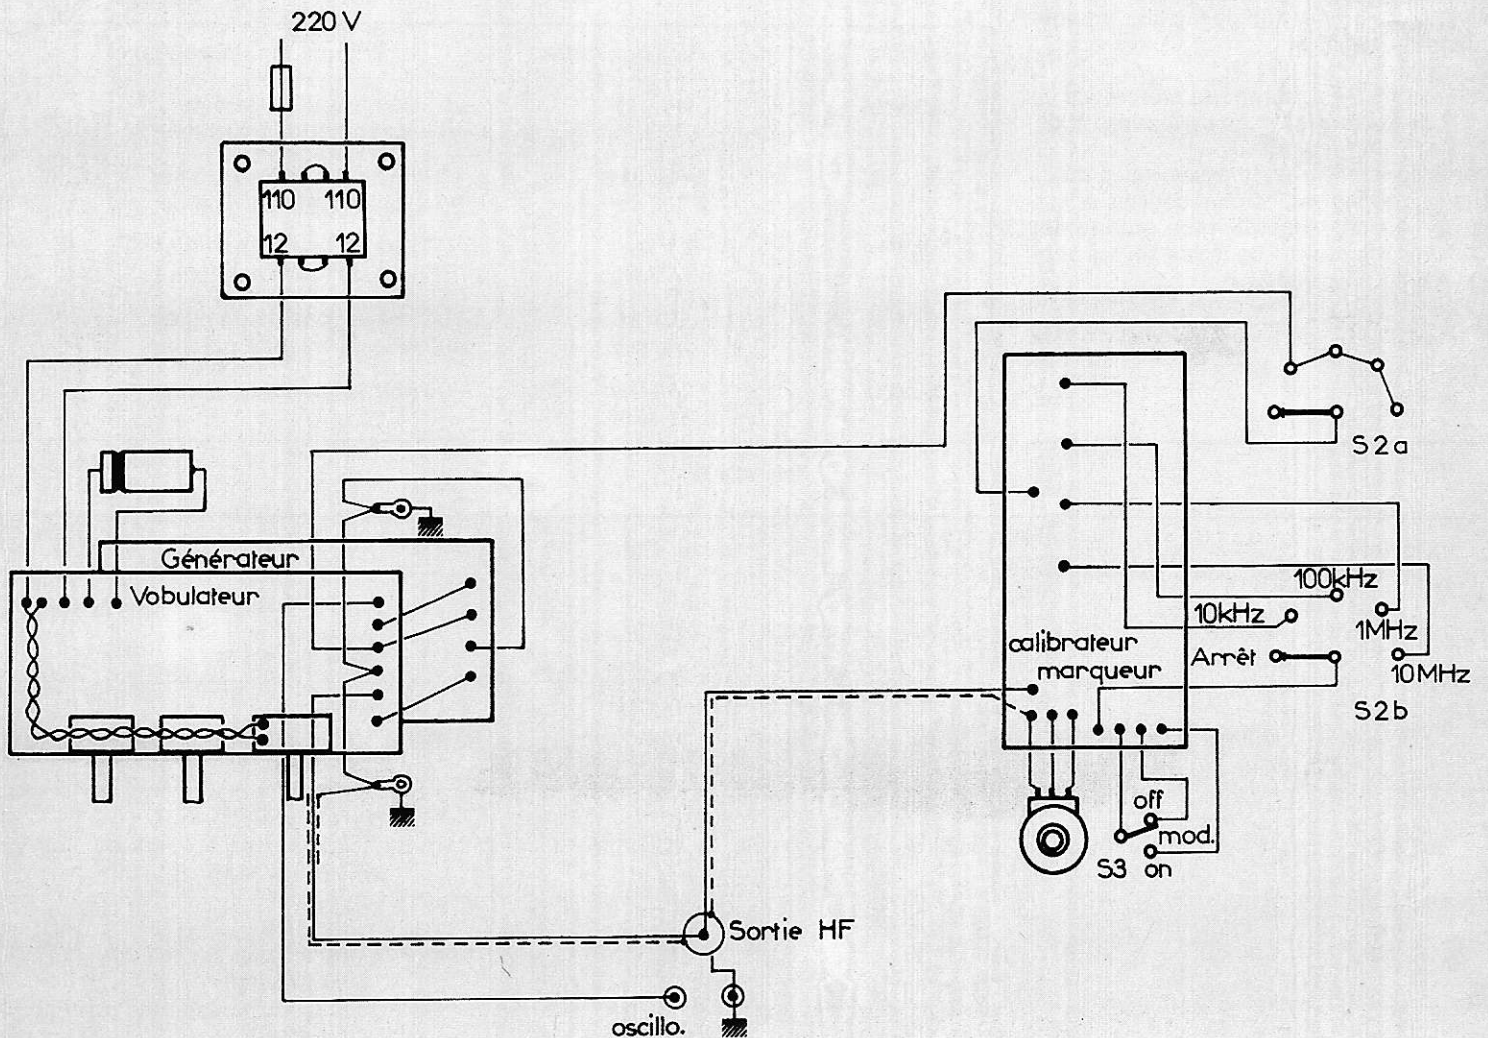 220 V
110 110
12 12
S2a
Générateur
Vobulateur
100kHz
10kHz
1MHz
calibrateur
marqueur
Arrêt
10MHz
S2b
off
mod.
S3 on
Sortie HF
oscillo.